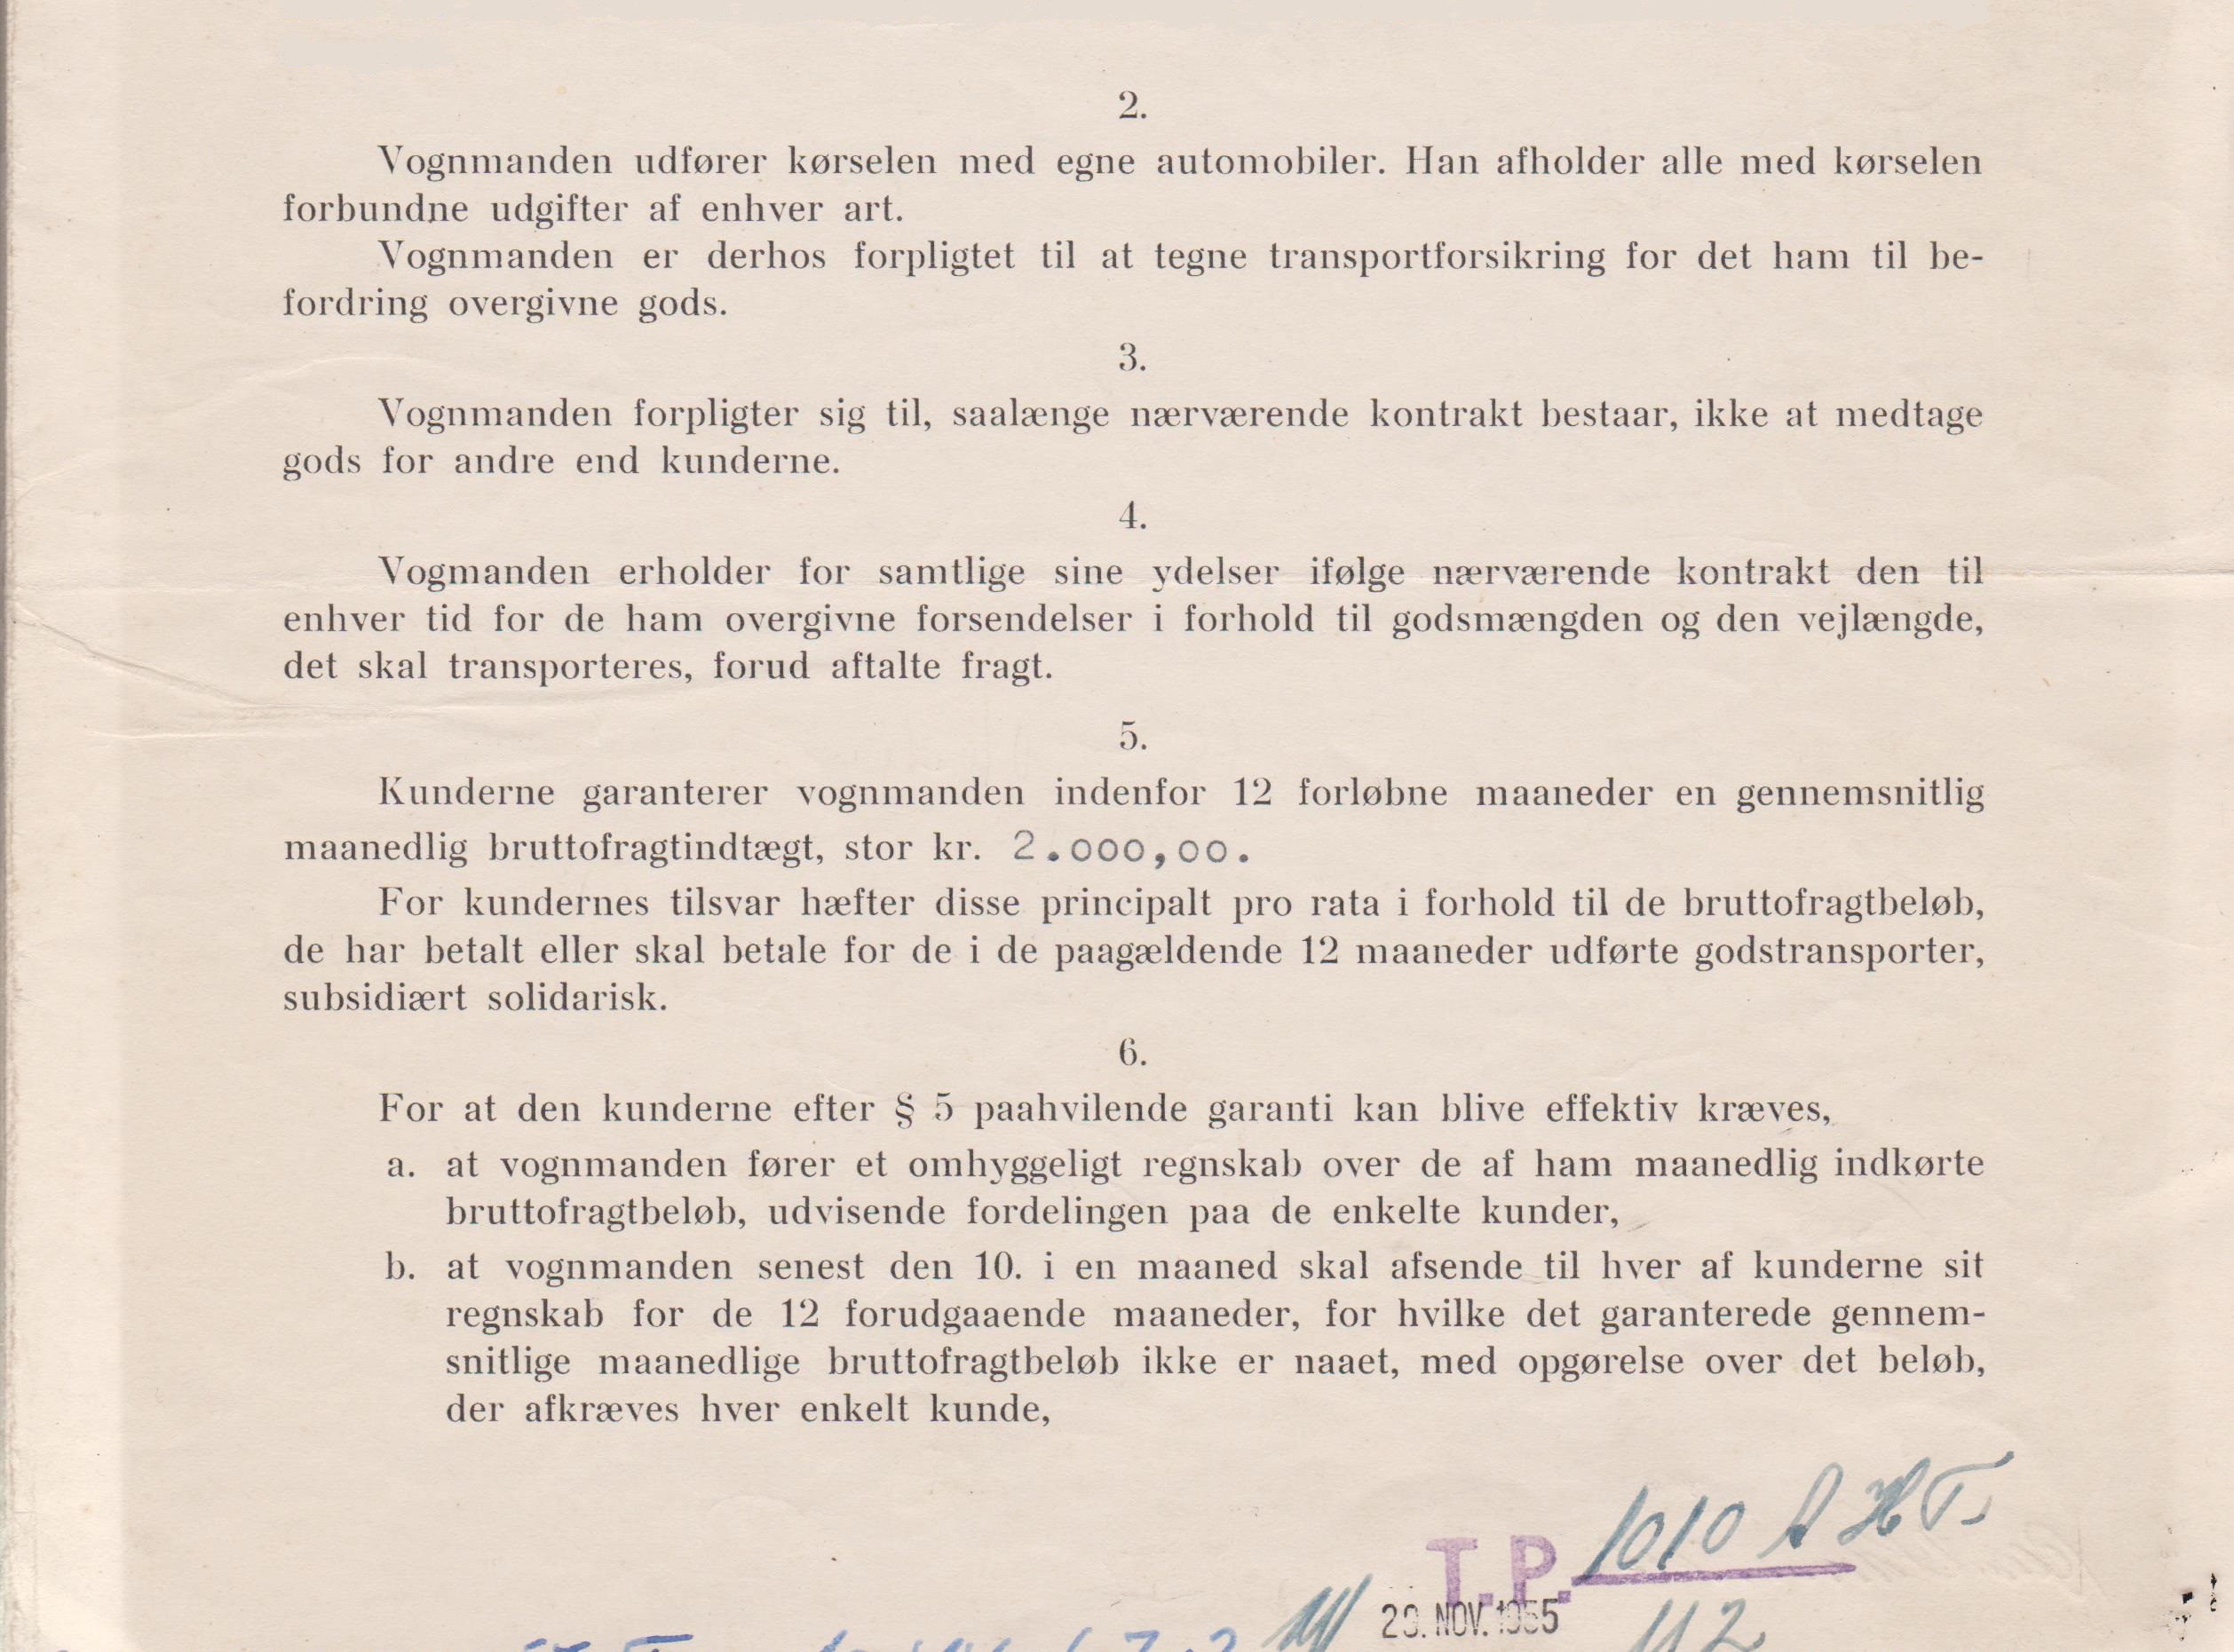 2.
Vognmanden udfører kørselen med egne automobiler. Han afholder alle med kørselen
forbundne udgifter af enhver art.
Vognmanden er derhos forpligtet til at tegne transportforsikring for det ham til be-
fordring overgivne gods.
3.
Vognmanden forpligter sig til, saalænge nærværende kontrakt bestaar, ikke at medtage
gods for andre end kunderne.
4.
Vogmanden erholder for samtlige sine ydelser ifølge nærværende kontrakt den til
enhver tid for de ham overgivne forsendelser i forhold til godsmængden og den vejlængde,
det skal transporteres, forud aftalte fragt.
5.
Kunderne garanterer vognmanden indenfor 12 forløbne maaneder en gennemsnitlig
maanedlig bruttofragtindtægt, stor kr. 2.000,00.
For kundernes tilsvar hæfter disse principalt pro rata i forhold til de bruttofragtbeløb,
de har betalt eller skal betale for de i de paagældende 12 maaneder udførte godstransporter,
subsidiært solidarisk.
6.
For at den kunderne efter § 5 paahvilende garanti kan blive effektiv kræves,
a. at vognmanden fører et omhyggeligt regnskab over de af ham maanedlig indkørte
bruttofragtbeløb, udvisende fordelingen paa de enkelte kunder,
b. at vognmanden senest den 10. i en maaned skal afsende til hver af kunderne sit
regnskab for de 12 forudgaaende maaneder, for hvilke det garanterede gennem-
snitlige maanedlige bruttofragtbeløb ikke er naaet, med opgørelse over det beløb,
der afkræves hver enkelt kunde,
T.P. 1010
NOV. 1955 112